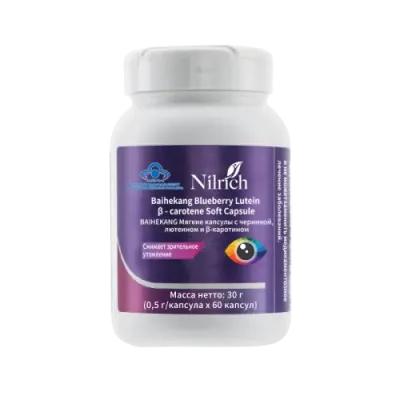 Nilrich
Baihekang Blueberry Lutein
β - carotene Soft Capsule
BAIHEKANG Мягкие капсулы с черникой,
лютеином и β-каротином
Снимает зрительное
утомление
Масса нетто: 30 г
(0,5 г/капсула х 60 капсул)